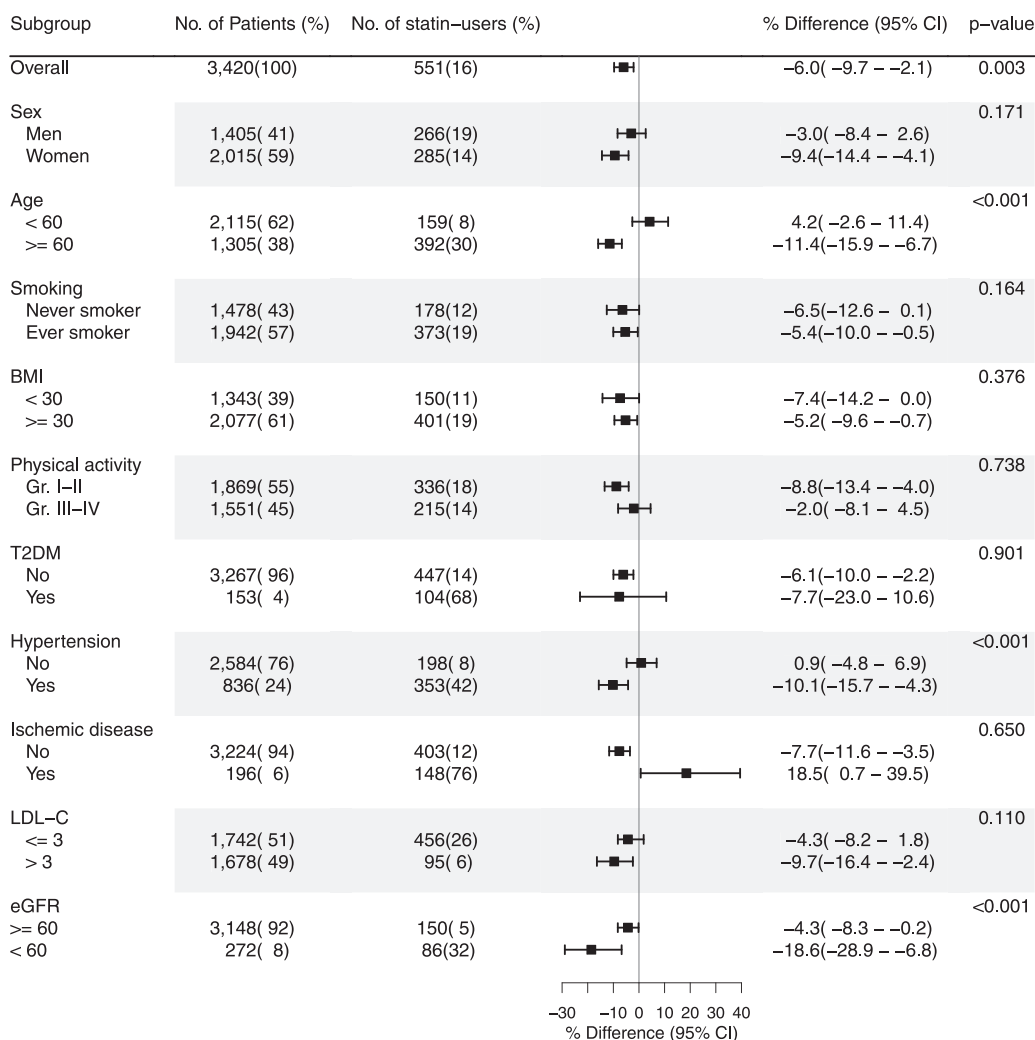 Subgroup No. of Patients (%) No. of statin−users (%) % Difference (95% CI) p−value
Overall 3,420(100) 551(16) −6.0( −9.7 − −2.1) 0.003
Sex 0.171
Men 1,405( 41) 266(19) −3.0( −8.4 − 2.6)
Women 2,015( 59) 285(14) −9.4(−14.4 − −4.1)
Age <0.001
< 60 2,115( 62) 159( 8) 4.2( −2.6 − 11.4)
>= 60 1,305( 38) 392(30) −11.4(−15.9 − −6.7)
Smoking 0.164
Never smoker 1,478( 43) 178(12) −6.5(−12.6 − 0.1)
Ever smoker 1,942( 57) 373(19) −5.4(−10.0 − −0.5)
BMI 0.376
< 30 1,343( 39) 150(11) −7.4(−14.2 − 0.0)
>= 30 2,077( 61) 401(19) −5.2( −9.6 − −0.7)
Physical activity 0.738
Gr. I−II 1,869( 55) 336(18) −8.8(−13.4 − −4.0)
Gr. III−IV 1,551( 45) 215(14) −2.0( −8.1 − 4.5)
T2DM 0.901
No 3,267( 96) 447(14) −6.1(−10.0 − −2.2)
Yes 153( 4) 104(68) −7.7(−23.0 − 10.6)
Hypertension <0.001
No 2,584( 76) 198( 8) 0.9( −4.8 − 6.9)
Yes 836( 24) 353(42) −10.1(−15.7 − −4.3)
Ischemic disease 0.650
No 3,224( 94) 403(12) −7.7(−11.6 − −3.5)
Yes 196( 6) 148(76) 18.5( 0.7 − 39.5)
LDL−C 0.110
<= 3 1,742( 51) 456(26) −4.3( −8.2 − 1.8)
> 3 1,678( 49) 95( 6) −9.7(−16.4 − −2.4)
eGFR <0.001
>= 60 3,148( 92) 150( 5) −4.3( −8.3 − −0.2)
< 60 272( 8) 86(32) −18.6(−28.9 − −6.8)
−30 −10 0 10 20 30 40
% Difference (95% CI)